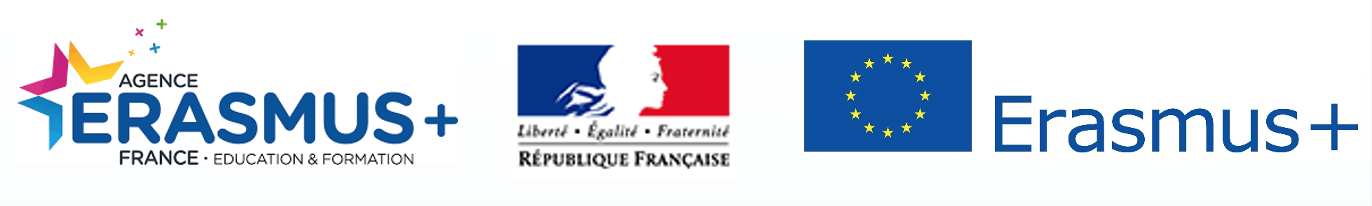 AGENCE
ERASMUS+
FRANCE • EDUCATION & FORMATION
Liberté • Égalité • Fraternité
RÉPUBLIQUE FRANÇAISE
Erasmus+